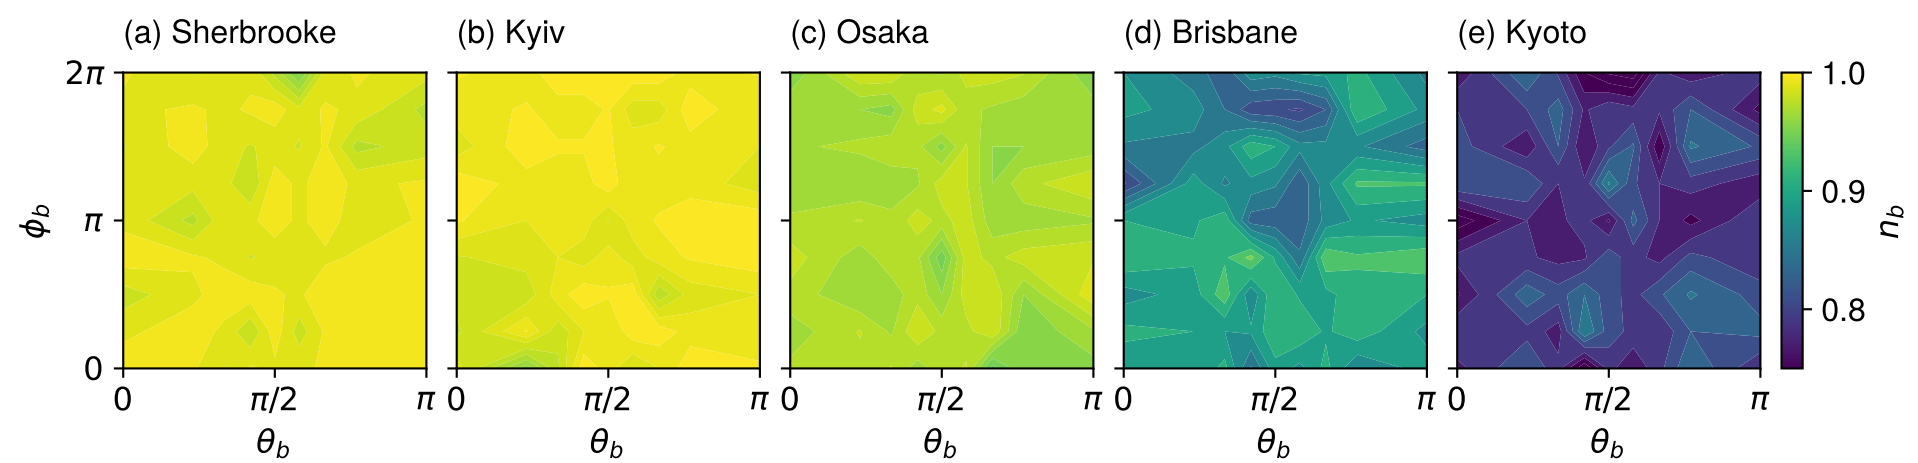 (a) Sherbrooke (b) Kyiv (c) Osaka (d) Brisbane (e) Kyoto
2π 1.0
π 0.9
ϕ_b n_b
0.8
0
0 π/2 π 0 π/2 π 0 π/2 π 0 π/2 π 0 π/2 π
θ_b θ_b θ_b θ_b θ_b